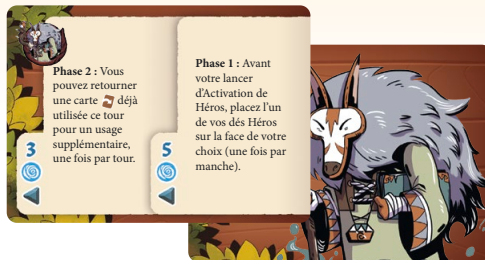 Phase 2 : Vous
pouvez retourner
une carte déjà
utilisée ce tour
pour un usage
supplémentaire,
une fois par tour.
3
Phase 1 : Avant
votre lancer
d'Activation de
Héros, placez l'un
de vos dés Héros
sur la face de votre
choix (une fois par
manche).
5